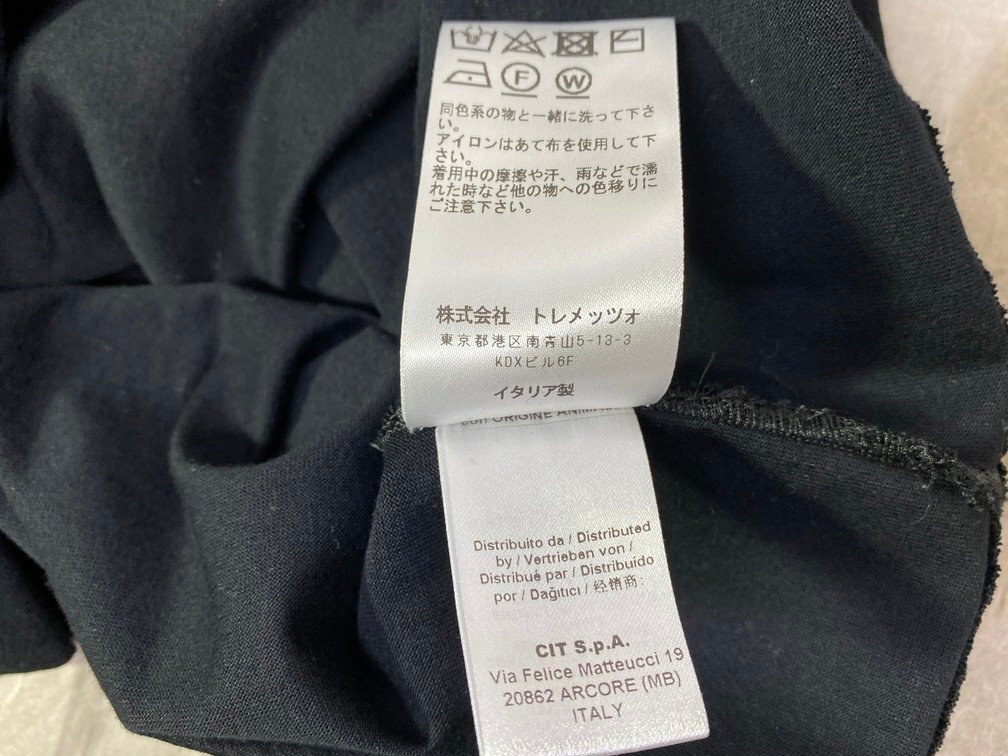 F W
同色系の物と一緒に洗って下さ
い。
アイロンはあて布を使用して下
さい。
着用中の摩擦や汗、雨などで濡
れた時など他の物への色移りに
ご注意下さい。
株式会社　トレメッツォ
東京都港区南青山5-13-3
KDXビル6F
イタリア製
ORIGINE
Distribuito da / Distributed
by / Vertrieben von /
Distribué par / Distribuído
por / Dağıtıcı / 经销商:
CIT S.p.A.
Via Felice Matteucci 19
20862 ARCORE (MB)
ITALY